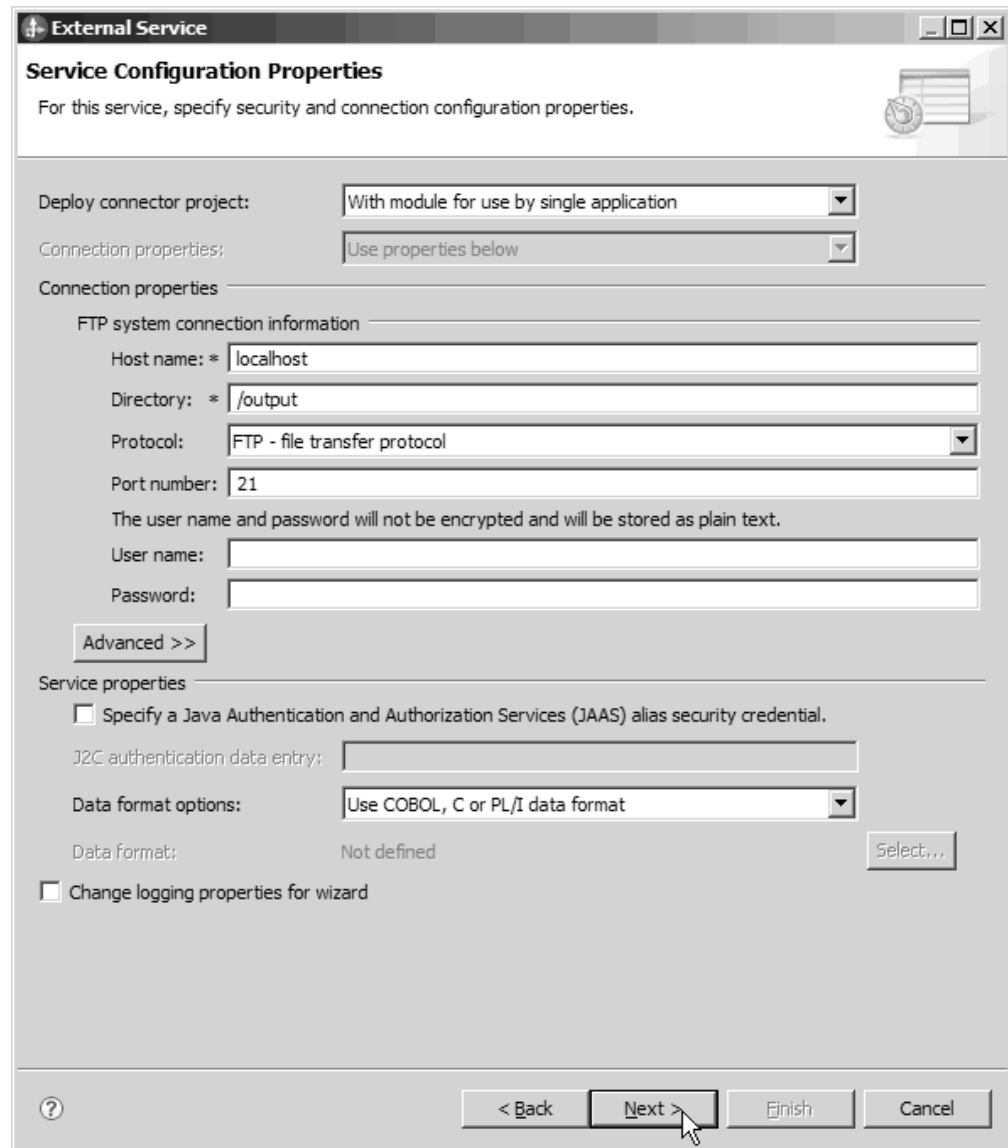 External Service
Service Configuration Properties
For this service, specify security and connection configuration properties.
Deploy connector project: With module for use by single application
Connection properties: Use properties below
Connection properties
FTP system connection information
Host name: * localhost
Directory: * /output
Protocol: FTP - file transfer protocol
Port number: 21
The user name and password will not be encrypted and will be stored as plain text.
User name:
Password:
Advanced >>
Service properties
Specify a Java Authentication and Authorization Services (JAAS) alias security credential.
J2C authentication data entry:
Data format options: Use COBOL, C or PL/I data format
Data format: Not defined Select...
Change logging properties for wizard
? < Back Next > Finish Cancel